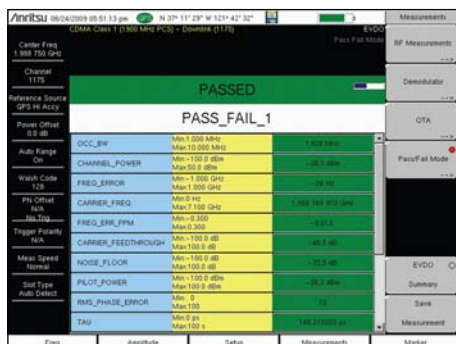 Anritsu 06/24/2009 05:51:13 pm GPS N 37° 11' 29" W 121° 42' 32"
Measurements
CDMA Class 1 (1960 MHz PCS) - Downlink (1175)
EVDO
Pass Fail Mode
Center Freq
1.988 750 GHz
Channel
1175
Reference Source
GPS Hi Accy
Power Offset
0.0 dB
Auto Range
On
Walsh Code
128
PN Offset
N/A
No Trig
Trigger Polarity
N/A
Meas Speed
Normal
Slot Type
Auto Detect
PASSED
PASS_FAIL_1
OCC_BW Min:1.000 MHz
Max:10.000 MHz
CHANNEL_POWER Min:-100.0 dBm
Max:50.0 dBm
FREQ_ERROR Min:-1.000 GHz
Max:1.000 GHz
CARRIER_FREQ Min:0 Hz
Max:7.100 GHz
FREQ_ERR_PPM Min:-0.300
Max:0.300
CARRIER_FEEDTHROUGH Min:-100.0 dB
Max:100.0 dB
NOISE_FLOOR Min:-100.0 dB
Max:100.0 dB
PILOT_POWER Min:-100.0 dBm
Max:100.0 dBm
RMS_PHASE_ERROR Min: 0
Max:100
TAU Min:0 ps
Max:100 s
RF Measurements
-->
Demodulator
-->
OTA
-->
Pass/Fail Mode
-->
EVDO
Summary
Save
Measurement
Freq Amplitude Setup Measurements Marker